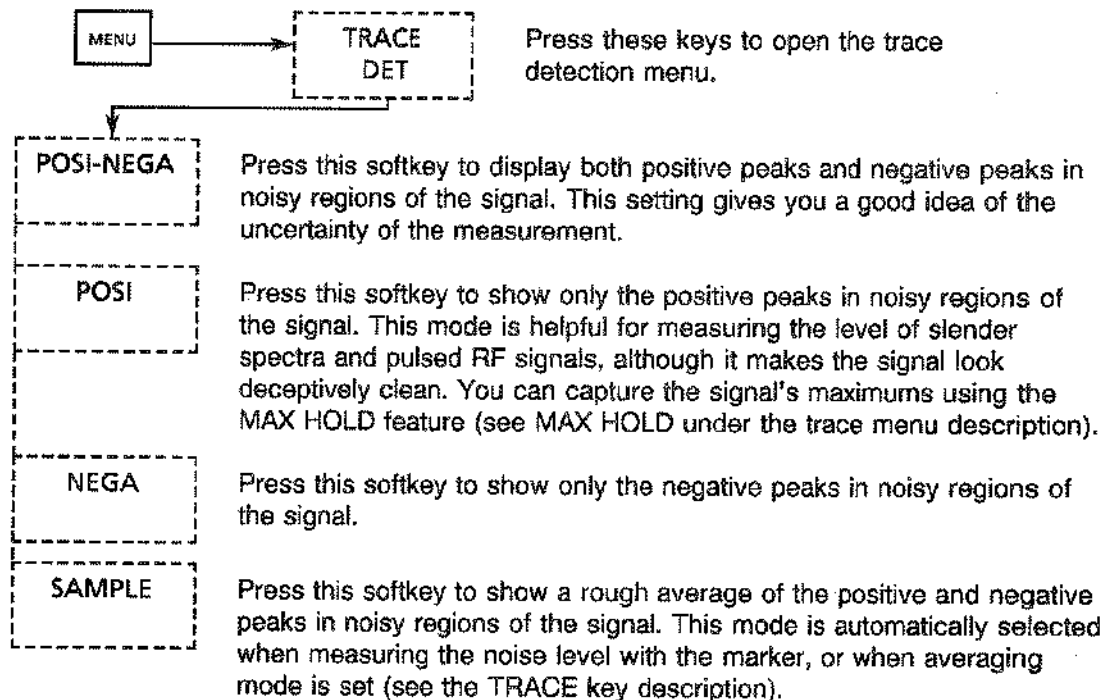 MENU
TRACE
DET
Press these keys to open the trace
detection menu.
POSI-NEGA
Press this softkey to display both positive peaks and negative peaks in
noisy regions of the signal. This setting gives you a good idea of the
uncertainty of the measurement.
POSI
Press this softkey to show only the positive peaks in noisy regions of
the signal. This mode is helpful for measuring the level of slender
spectra and pulsed RF signals, although it makes the signal look
deceptively clean. You can capture the signal's maximums using the
MAX HOLD feature (see MAX HOLD under the trace menu description).
NEGA
Press this softkey to show only the negative peaks in noisy regions of
the signal.
SAMPLE
Press this softkey to show a rough average of the positive and negative
peaks in noisy regions of the signal. This mode is automatically selected
when measuring the noise level with the marker, or when averaging
mode is set (see the TRACE key description).